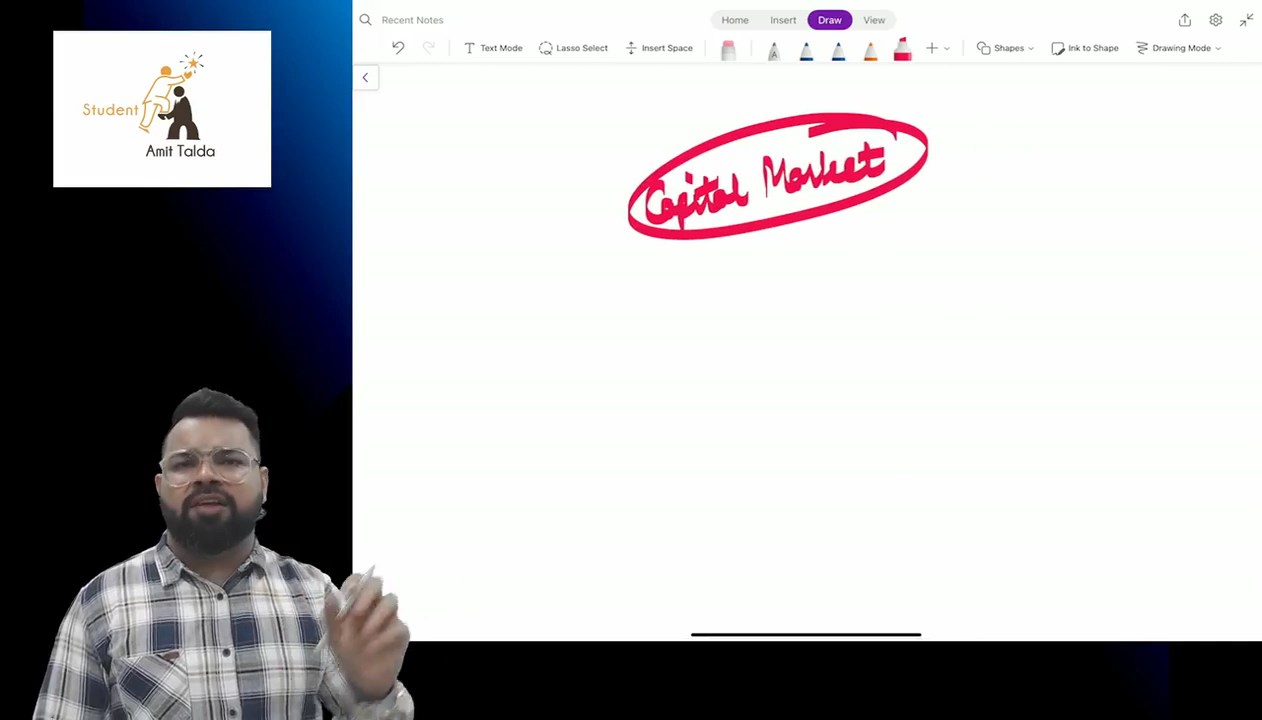 Student
Amit Talda
Recent Notes
Home Insert Draw View
Text Mode Lasso Select Insert Space A Shapes Ink to Shape Drawing Mode
Capital Market